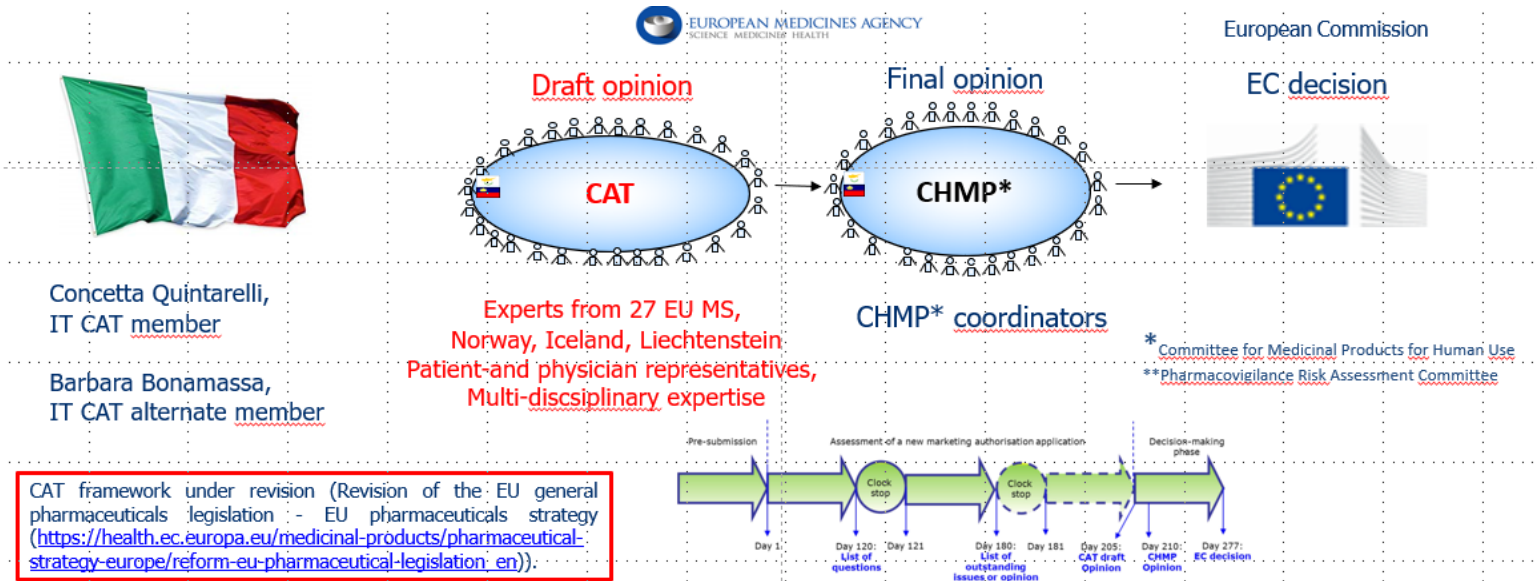 EUROPEAN MEDICINES AGENCY
SCIENCE MEDICINES HEALTH
European Commission
Draft opinion
Final opinion
EC decision
CAT
CHMP*
Concetta Quintarelli,
IT CAT member
Barbara Bonamassa,
IT CAT alternate member
Experts from 27 EU MS,
Norway, Iceland, Liechtenstein
Patient-and physician representatives,
Multi-discsiplinary expertise
CHMP* coordinators
*Committee for Medicinal Products for Human Use
**Pharmacovigilance Risk Assessment Committee
CAT framework under revision (Revision of the EU general
pharmaceuticals legislation - EU pharmaceuticals strategy
(https://health.ec.europa.eu/medicinal-products/pharmaceutical-
strategy-europe/reform-eu-pharmaceutical-legislation_en)).
Pre-submission
Assessment of a new marketing authorisation application
Decision-making
phase
Clock
stop
Clock
stop
Day 1
Day 120:
List of
questions
Day 121
Day 180:
List of
outstanding
issues or opinion
Day 181
Day 205:
CAT draft
Opinion
Day 210:
CHMP
Opinion
Day 277:
EC decision